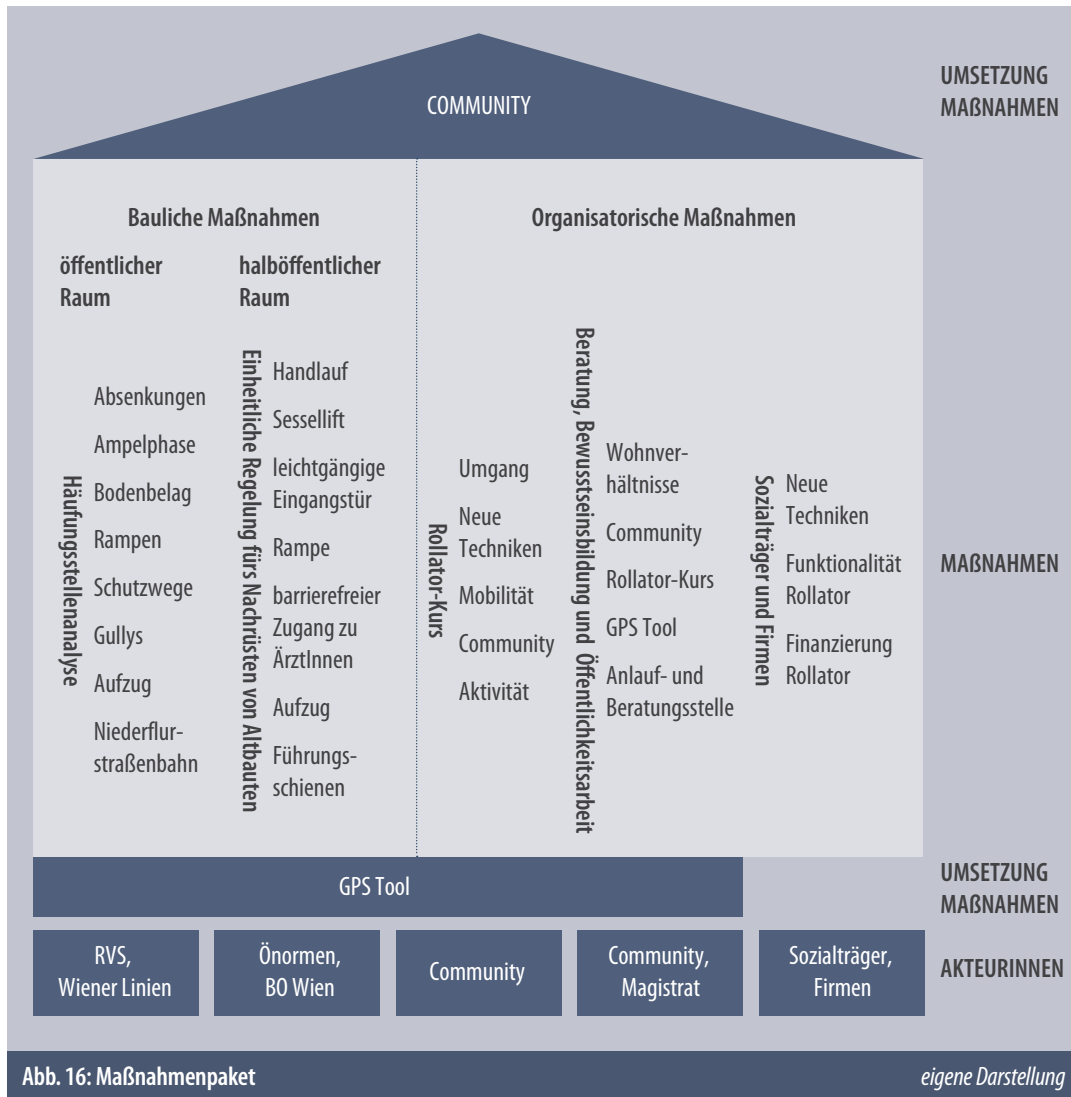 COMMUNITY
UMSETZUNG
MAßNAHMEN
Bauliche Maßnahmen
öffentlicher
Raum
halböffentlicher
Raum
Häufungsstellenanalyse
Absenkungen
Ampelphase
Bodenbelag
Rampen
Schutzwege
Gullys
Aufzug
Niederflur-
straßenbahn
Einheitliche Regelung fürs Nachrüsten von Altbauten
Handlauf
Sessellift
leichtgängige
Eingangstür
Rampe
barrierefreier
Zugang zu
ÄrztInnen
Aufzug
Führungs-
schienen
Organisatorische Maßnahmen
Rollator-Kurs
Umgang
Neue
Techniken
Mobilität
Community
Aktivität
Beratung, Bewusstseinsbildung und Öffentlichkeitsarbeit
Wohnver-
hältnisse
Community
Rollator-Kurs
GPS Tool
Anlauf- und
Beratungsstelle
Sozialträger und Firmen
Neue
Techniken
Funktionalität
Rollator
Finanzierung
Rollator
MAßNAHMEN
GPS Tool
UMSETZUNG
MAßNAHMEN
RVS,
Wiener Linien
Önormen,
BO Wien
Community
Community,
Magistrat
Sozialträger,
Firmen
AKTEURINNEN
Abb. 16: Maßnahmenpaket
eigene Darstellung